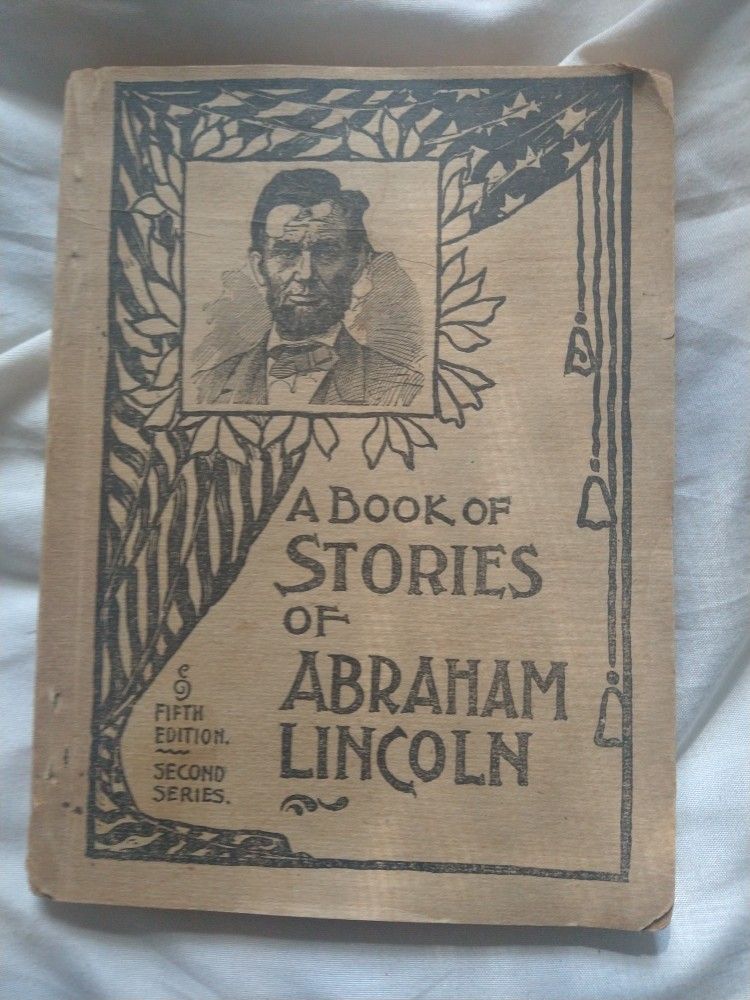 A BOOK OF
STORIES
OF
ABRAHAM
LINCOLN
FIFTH
EDITION.
SECOND
SERIES.